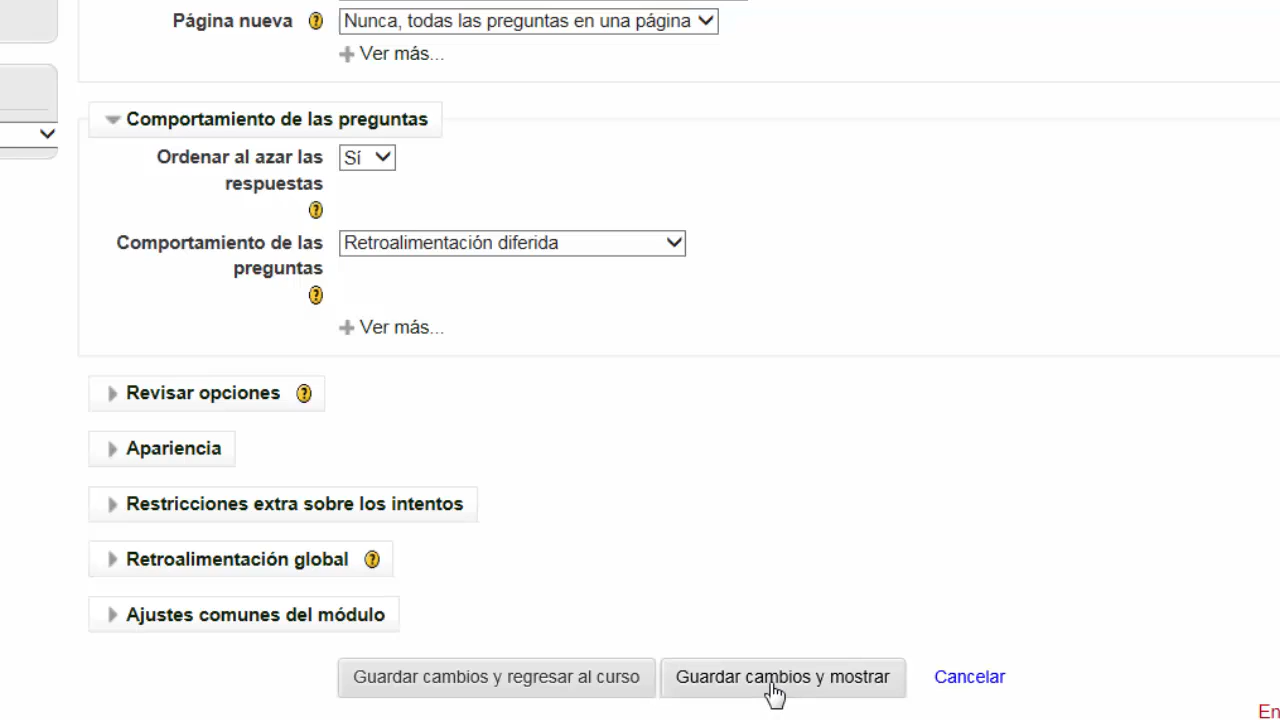 Página nueva
Nunca, todas las preguntas en una página
Ver más...
Comportamiento de las preguntas
Ordenar al azar las
respuestas
Sí
Comportamiento de las
preguntas
Retroalimentación diferida
Ver más...
Revisar opciones
Apariencia
Restricciones extra sobre los intentos
Retroalimentación global
Ajustes comunes del módulo
Guardar cambios y regresar al curso
Guardar cambios y mostrar
Cancelar
En